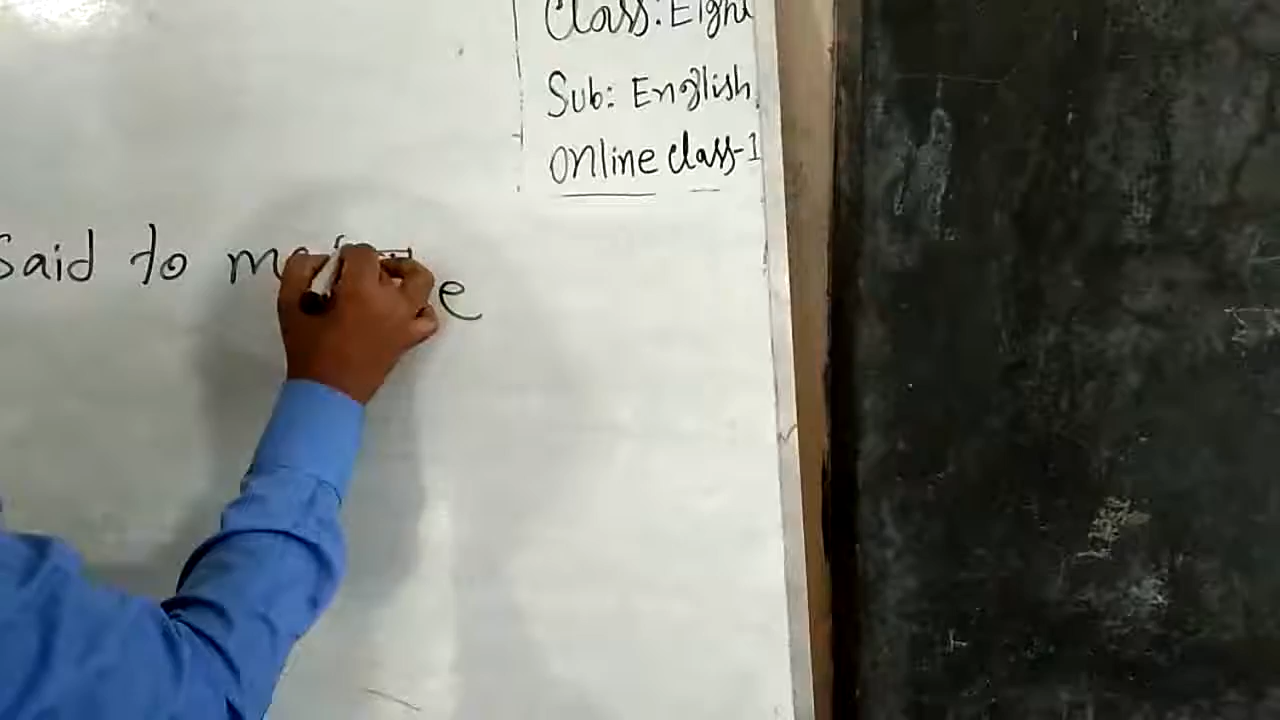 Class: Eight
Sub: English
Online class-1
Said to
e